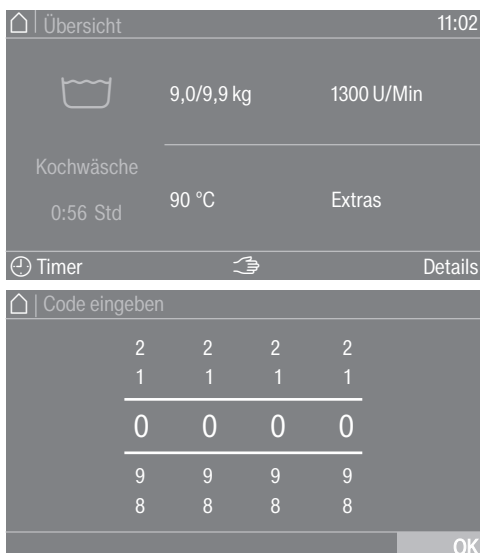 Übersicht 11:02
9,0/9,9 kg 1300 U/Min
Kochwäsche
0:56 Std
90 °C Extras
Timer Details
Code eingeben
2 2 2 2
1 1 1 1
0 0 0 0
9 9 9 9
8 8 8 8
OK